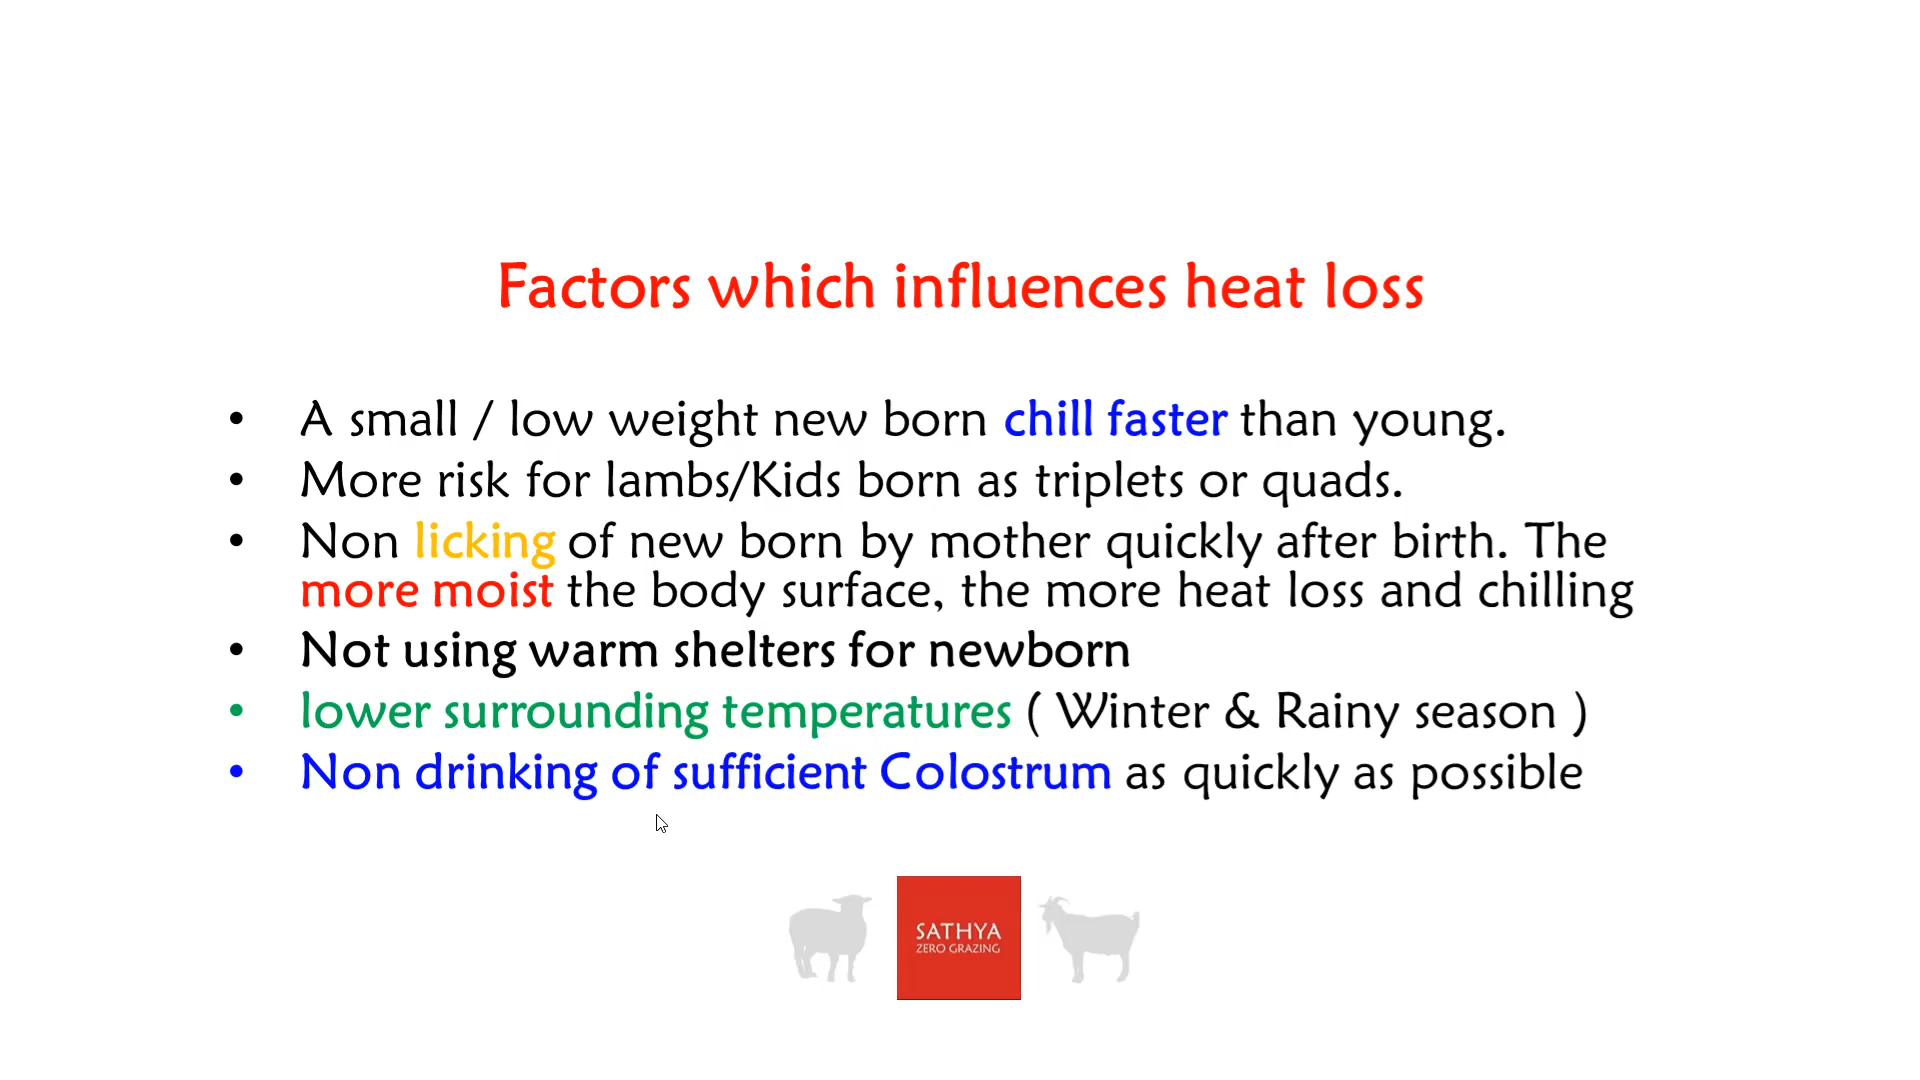 Factors which influences heat loss
• A small / low weight new born chill faster than young.
• More risk for lambs/Kids born as triplets or quads.
• Non licking of new born by mother quickly after birth. The
more moist the body surface, the more heat loss and chilling
• Not using warm shelters for newborn
• lower surrounding temperatures ( Winter & Rainy season )
• Non drinking of sufficient Colostrum as quickly as possible
SATHYA
ZERO GRAZING